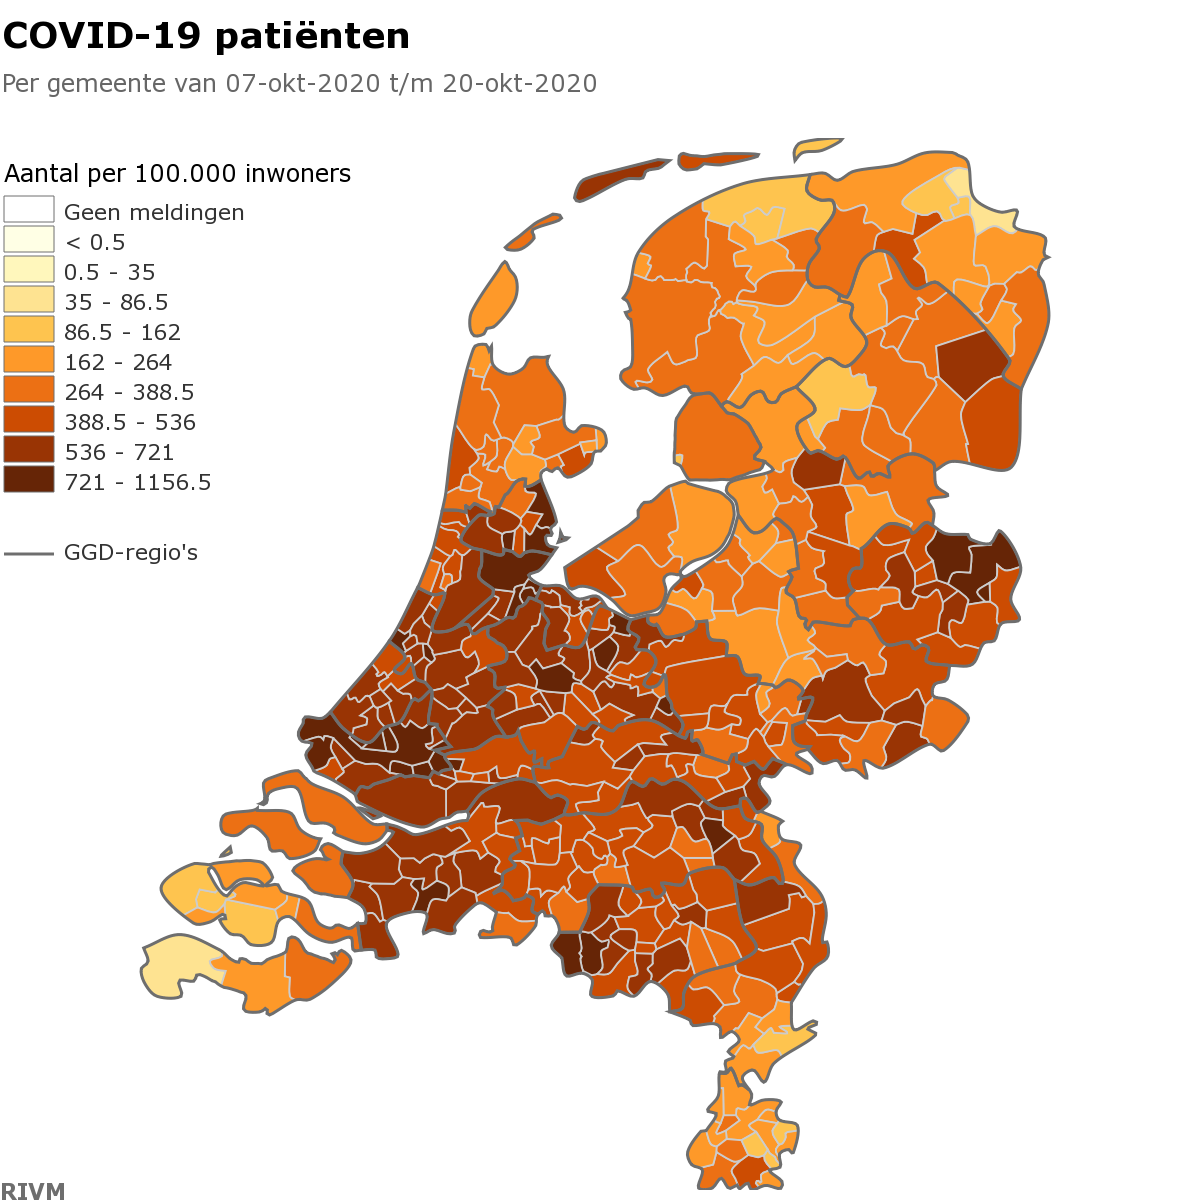 COVID-19 patiënten
Per gemeente van 07-okt-2020 t/m 20-okt-2020
Aantal per 100.000 inwoners
Geen meldingen
< 0.5
0.5 - 35
35 - 86.5
86.5 - 162
162 - 264
264 - 388.5
388.5 - 536
536 - 721
721 - 1156.5
GGD-regio's
RIVM